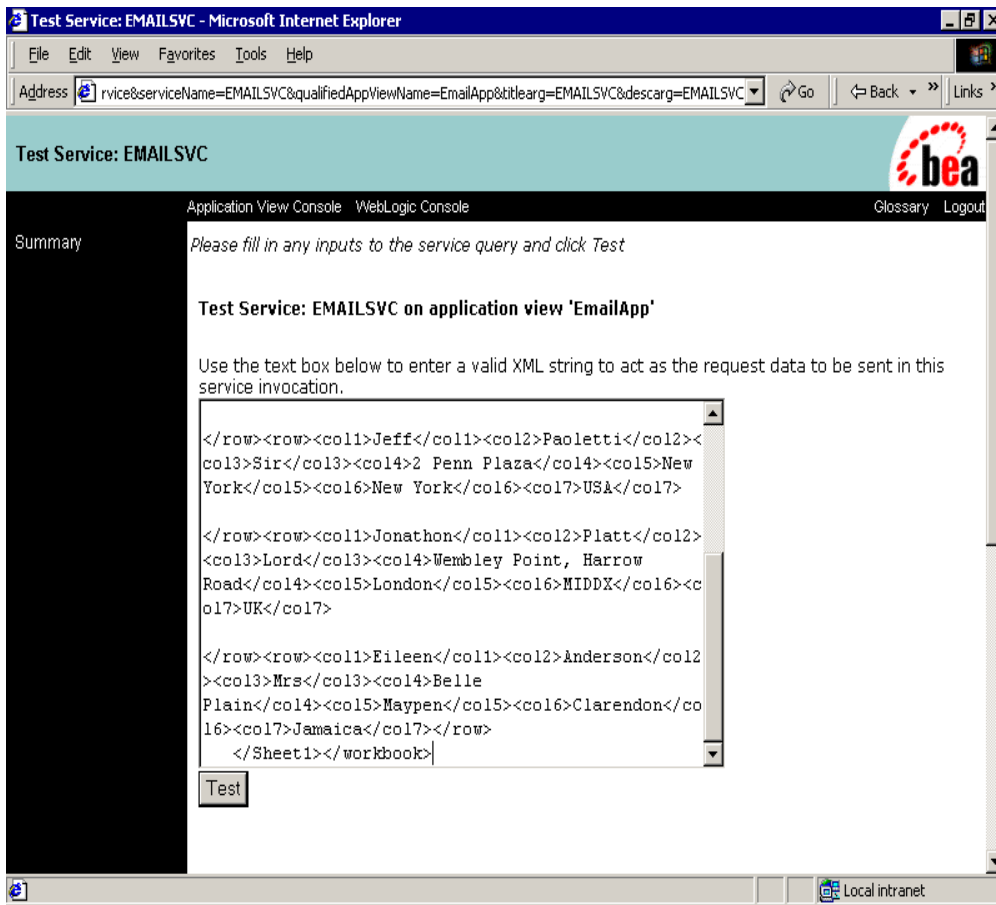 Test Service: EMAILSVC - Microsoft Internet Explorer
File Edit View Favorites Tools Help
Address rvice&serviceName=EMAILSVC&qualifiedAppViewName=EmailApp&titlearg=EMAILSVC&descarg=EMAILSVC Go Back » Links »
Test Service: EMAILSVC
bea
Application View Console WebLogic Console Glossary Logout
Summary
Please fill in any inputs to the service query and click Test
Test Service: EMAILSVC on application view 'EmailApp'
Use the text box below to enter a valid XML string to act as the request data to be sent in this
service invocation.
</row><row><col1>Jeff</col1><col2>Paoletti</col2><
col3>Sir</col3><col4>2 Penn Plaza</col4><col5>New
York</col5><col6>New York</col6><col7>USA</col7>
</row><row><col1>Jonathon</col1><col2>Platt</col2>
<col3>Lord</col3><col4>Wembley Point, Harrow
Road</col4><col5>London</col5><col6>MIDDX</col6><c
ol7>UK</col7>
</row><row><col1>Eileen</col1><col2>Anderson</col2
><col3>Mrs</col3><col4>Belle
Plain</col4><col5>Maypen</col5><col6>Clarendon</co
l6><col7>Jamaica</col7></row>
</Sheet1></workbook>
Test
Local intranet